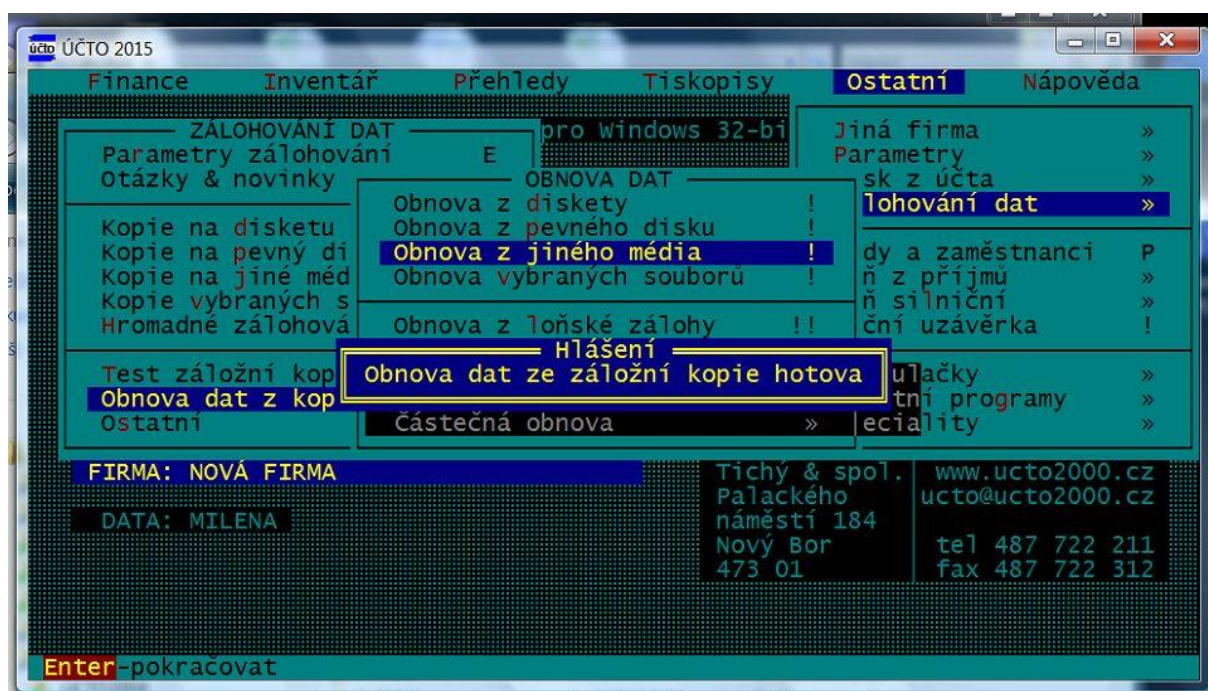 účto ÚČTO 2015
Finance Inventář Přehledy Tiskopisy Ostatní Nápověda
pro Windows 32-bi
ZÁLOHOVÁNÍ DAT
Parametry zálohování E
Otázky & novinky
Kopie na disketu
Kopie na pevný di
Kopie na jiné méd
Kopie vybraných s
Hromadné zálohová
Test záložní kop
Obnova dat z kop
Ostatní
OBNOVA DAT
Obnova z diskety !
Obnova z pevného disku !
Obnova z jiného média !
Obnova vybraných souborů !
Obnova z loňské zálohy !!
Hlášení
Obnova dat ze záložní kopie hotova
Částečná obnova »
Jiná firma »
Parametry »
sk z účta »
lohování dat »
dy a zaměstnanci P
ň z příjmů »
ň silniční »
ční uzávěrka !
ulačky »
tní programy »
eciality »
FIRMA: NOVÁ FIRMA
DATA: MILENA
Tichý & spol.
Palackého
náměstí 184
Nový Bor
473 01
www.ucto2000.cz
ucto@ucto2000.cz
tel 487 722 211
fax 487 722 312
Enter-pokračovat